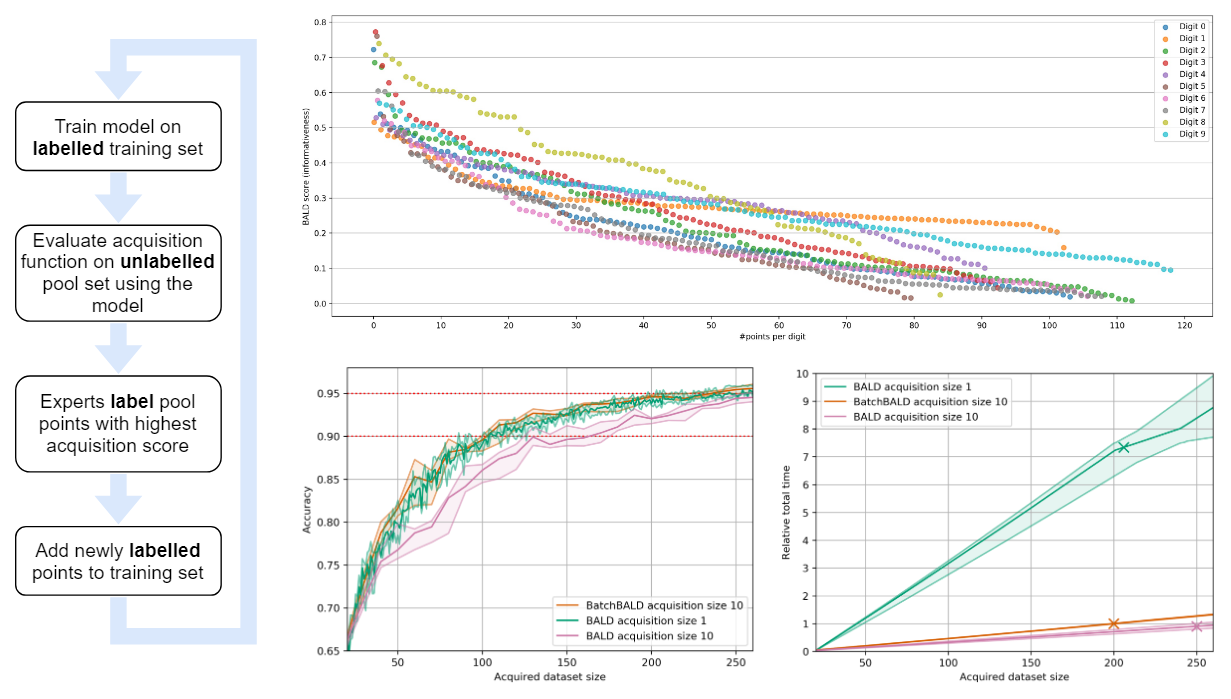 Train model on
labelled training set
Evaluate acquisition
function on unlabelled
pool set using the
model
Experts label pool
points with highest
acquisition score
Add newly labelled
points to training set
0.8
0.7
0.6
0.5
0.4
0.3
0.2
0.1
0.0
BALD score (informativeness)
0 10 20 30 40 50 60 70 80 90 100 110 120
#points per digit
Digit 0
Digit 1
Digit 2
Digit 3
Digit 4
Digit 5
Digit 6
Digit 7
Digit 8
Digit 9
0.95
0.90
0.85
0.80
0.75
0.70
0.65
Accuracy
BatchBALD acquisition size 10
BALD acquisition size 1
BALD acquisition size 10
50 100 150 200 250
Acquired dataset size
10
9
8
7
6
5
4
3
2
1
0
Relative total time
BALD acquisition size 1
BatchBALD acquisition size 10
BALD acquisition size 10
50 100 150 200 250
Acquired dataset size